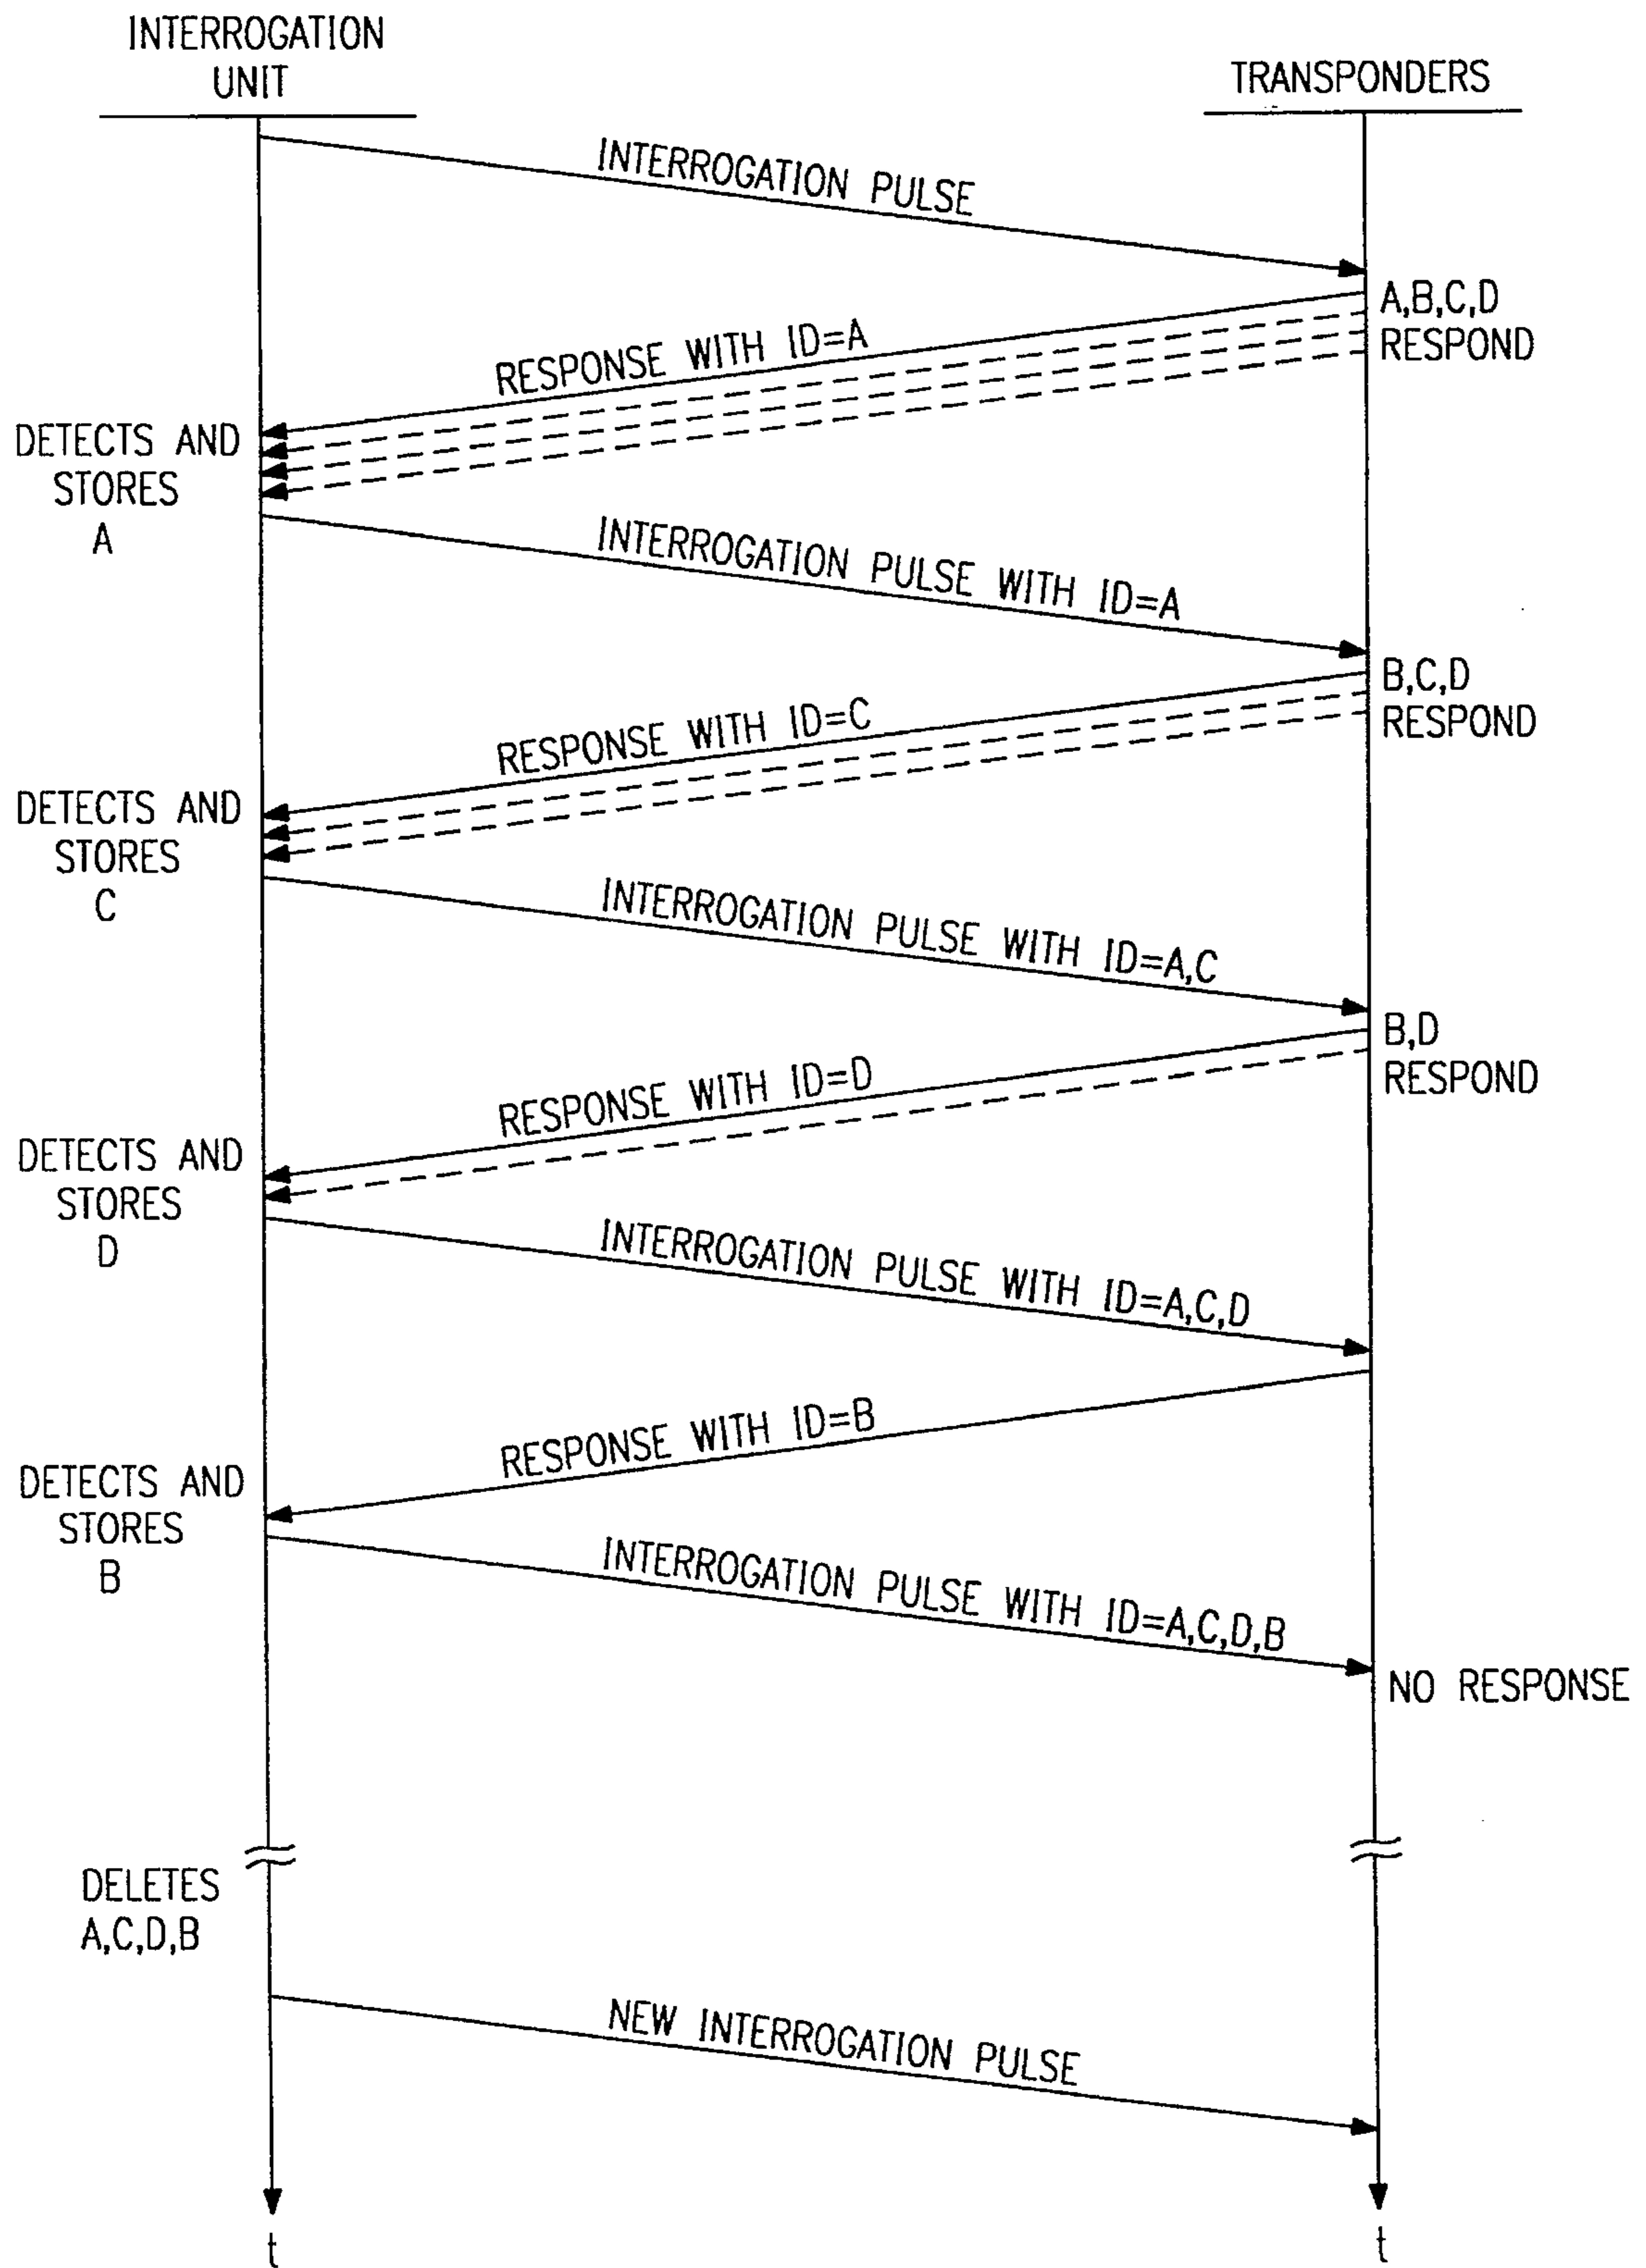 INTERROGATION
UNIT
TRANSPONDERS
INTERROGATION PULSE
A,B,C,D
RESPOND
RESPONSE WITH ID=A
DETECTS AND
STORES
A
INTERROGATION PULSE WITH ID=A
B,C,D
RESPOND
RESPONSE WITH ID=C
DETECTS AND
STORES
C
INTERROGATION PULSE WITH ID=A,C
B,D
RESPOND
RESPONSE WITH ID=D
DETECTS AND
STORES
D
INTERROGATION PULSE WITH ID=A,C,D
RESPONSE WITH ID=B
DETECTS AND
STORES
B
INTERROGATION PULSE WITH ID=A,C,D,B
NO RESPONSE
DELETES
A,C,D,B
NEW INTERROGATION PULSE
t
t